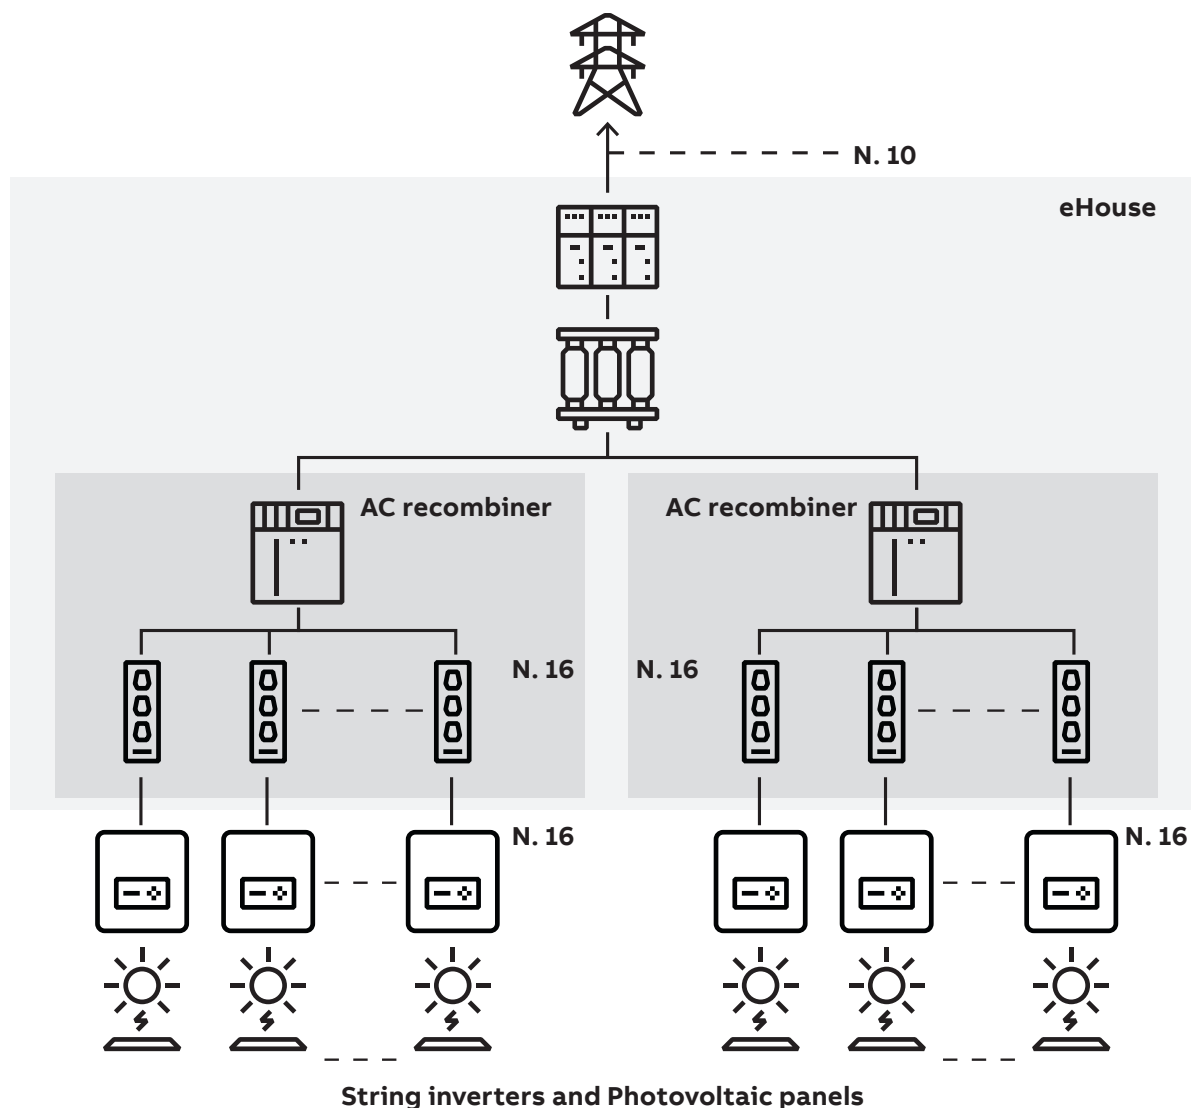 N. 10
eHouse
AC recombiner
AC recombiner
N. 16
N. 16
N. 16
N. 16
String inverters and Photovoltaic panels